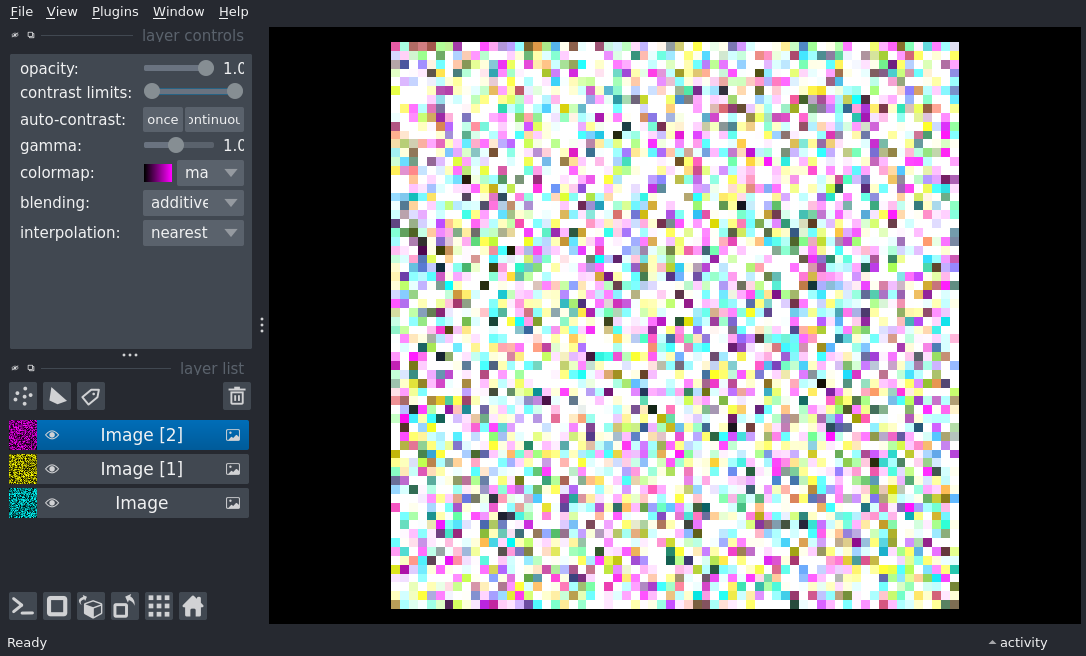 File View Plugins Window Help
layer controls
opacity: 1.0
contrast limits:
auto-contrast: once ontinuou
gamma: 1.0
colormap: ma
blending: additive
interpolation: nearest
layer list
Image [2]
Image [1]
Image
Ready activity